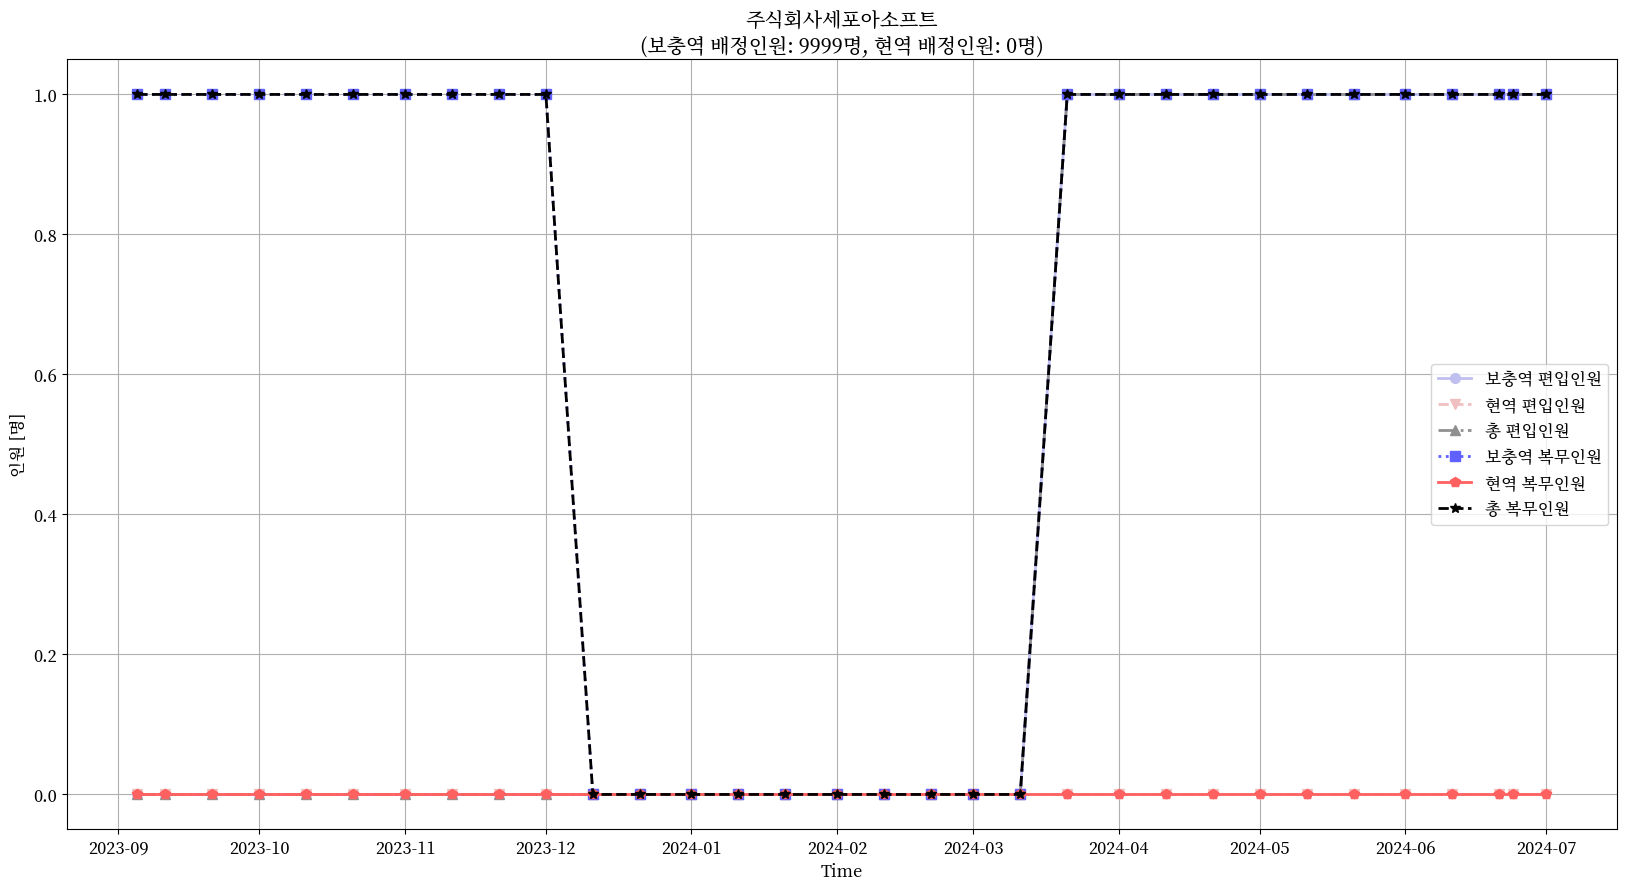 주식회사세포아소프트
(보충역 배정인원: 9999명, 현역 배정인원: 0명)
인원 [명]
1.0
0.8
0.6
0.4
0.2
0.0
보충역 편입인원
현역 편입인원
총 편입인원
보충역 복무인원
현역 복무인원
총 복무인원
2023-09 2023-10 2023-11 2023-12 2024-01 2024-02 2024-03 2024-04 2024-05 2024-06 2024-07
Time